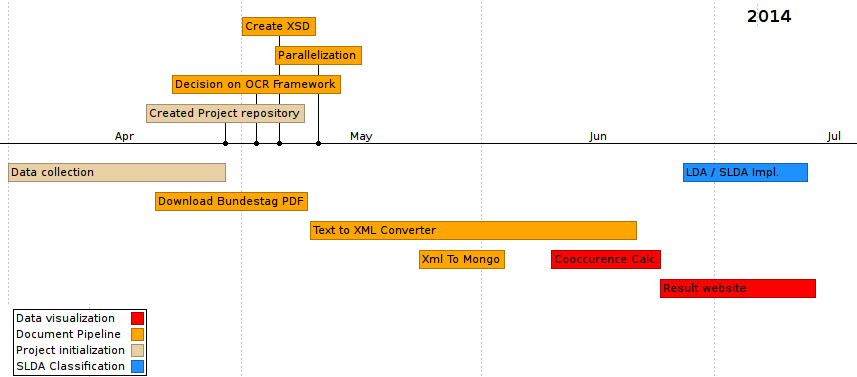 2014
Create XSD
Parallelization
Decision on OCR Framework
Created Project repository
Apr May Jun Jul
Data collection LDA / SLDA Impl.
Download Bundestag PDF
Text to XML Converter
Xml To Mongo Cooccurence Calc.
Result website
Data visualization
Document Pipeline
Project initialization
SLDA Classification